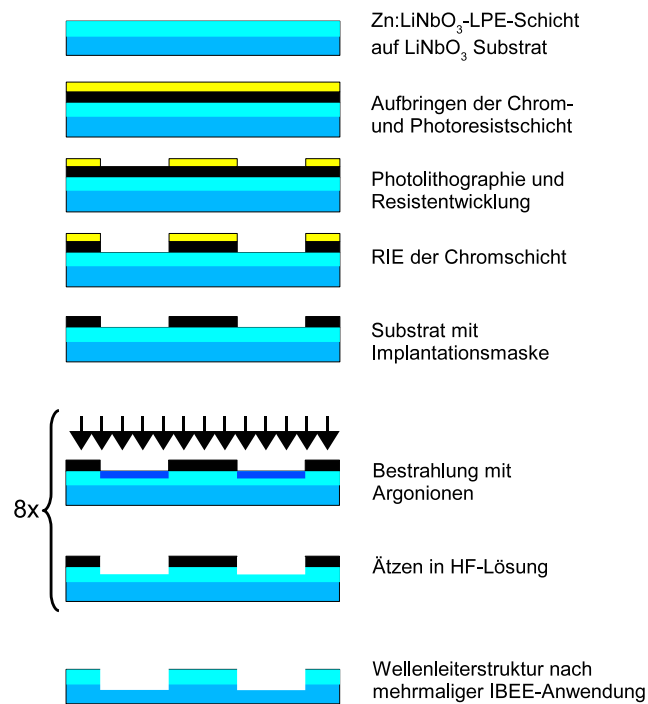 Zn:LiNbO₃-LPE-Schicht
auf LiNbO₃ Substrat
Aufbringen der Chrom-
und Photoresistschicht
Photolithographie und
Resistentwicklung
RIE der Chromschicht
Substrat mit
Implantationsmaske
8x
Bestrahlung mit
Argonionen
Ätzen in HF-Lösung
Wellenleiterstruktur nach
mehrmaliger IBEE-Anwendung